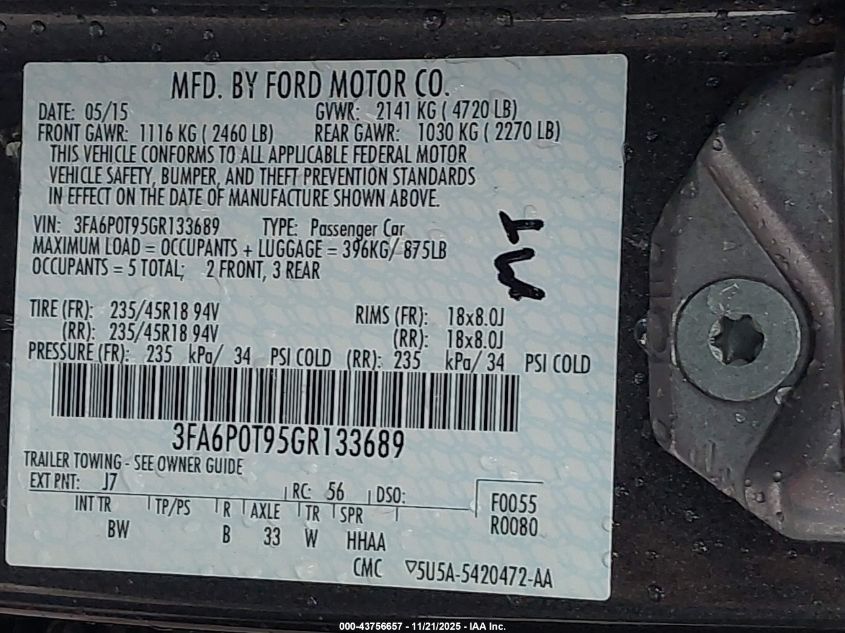 MFD. BY FORD MOTOR CO.
DATE: 05/15 GVWR: 2141 KG ( 4720 LB)
FRONT GAWR: 1116 KG ( 2460 LB) REAR GAWR: 1030 KG ( 2270 LB)
THIS VEHICLE CONFORMS TO ALL APPLICABLE FEDERAL MOTOR
VEHICLE SAFETY, BUMPER, AND THEFT PREVENTION STANDARDS
IN EFFECT ON THE DATE OF MANUFACTURE SHOWN ABOVE.
VIN: 3FA6P0T95GR133689 TYPE: Passenger Car
MAXIMUM LOAD = OCCUPANTS + LUGGAGE = 396KG/ 875LB
OCCUPANTS = 5 TOTAL; 2 FRONT, 3 REAR
TIRE (FR): 235/45R18 94V RIMS (FR): 18x8.0J
(RR): 235/45R18 94V (RR): 18x8.0J
PRESSURE (FR): 235 kPa/ 34 PSI COLD (RR): 235 kPa/ 34 PSI COLD
3FA6P0T95GR133689
TRAILER TOWING - SEE OWNER GUIDE
EXT PNT: J7 RC: 56 DSO: F0055
INT TR TP/PS R AXLE TR SPR R0080
BW B 33 W HHAA
CMC 5U5A-5420472-AA
000-43756657 - 11/21/2025 - IAA Inc.